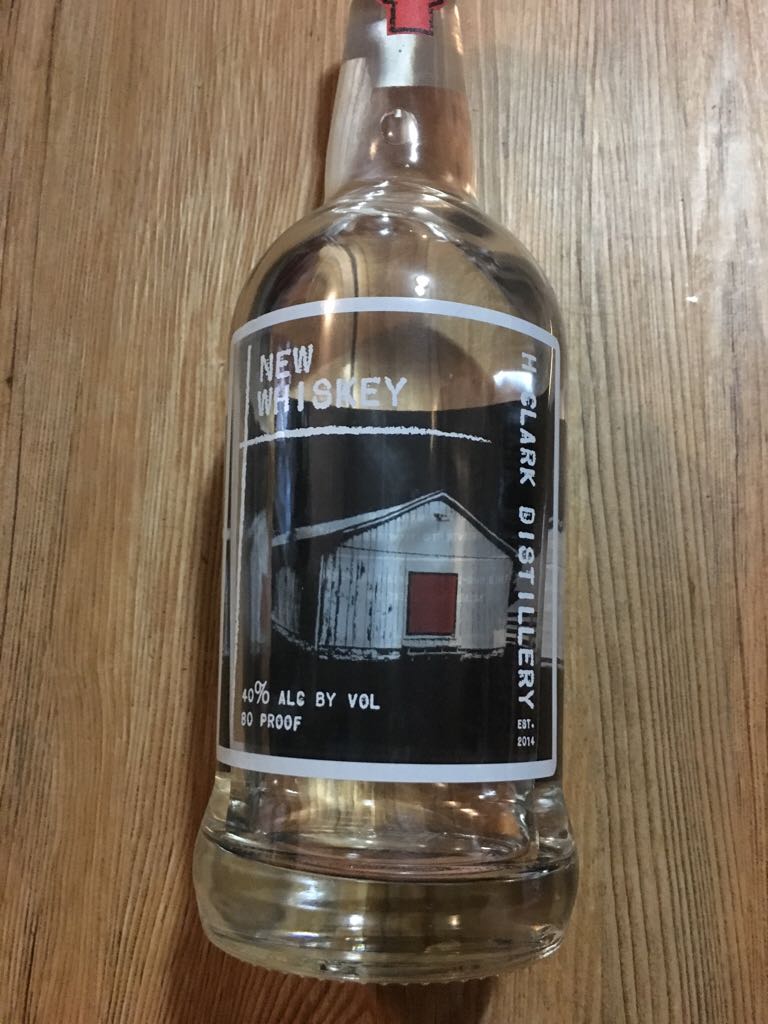 NEW
WHISKEY
H CLARK DISTILLERY
EST.
2014
40% ALC BY VOL
80 PROOF